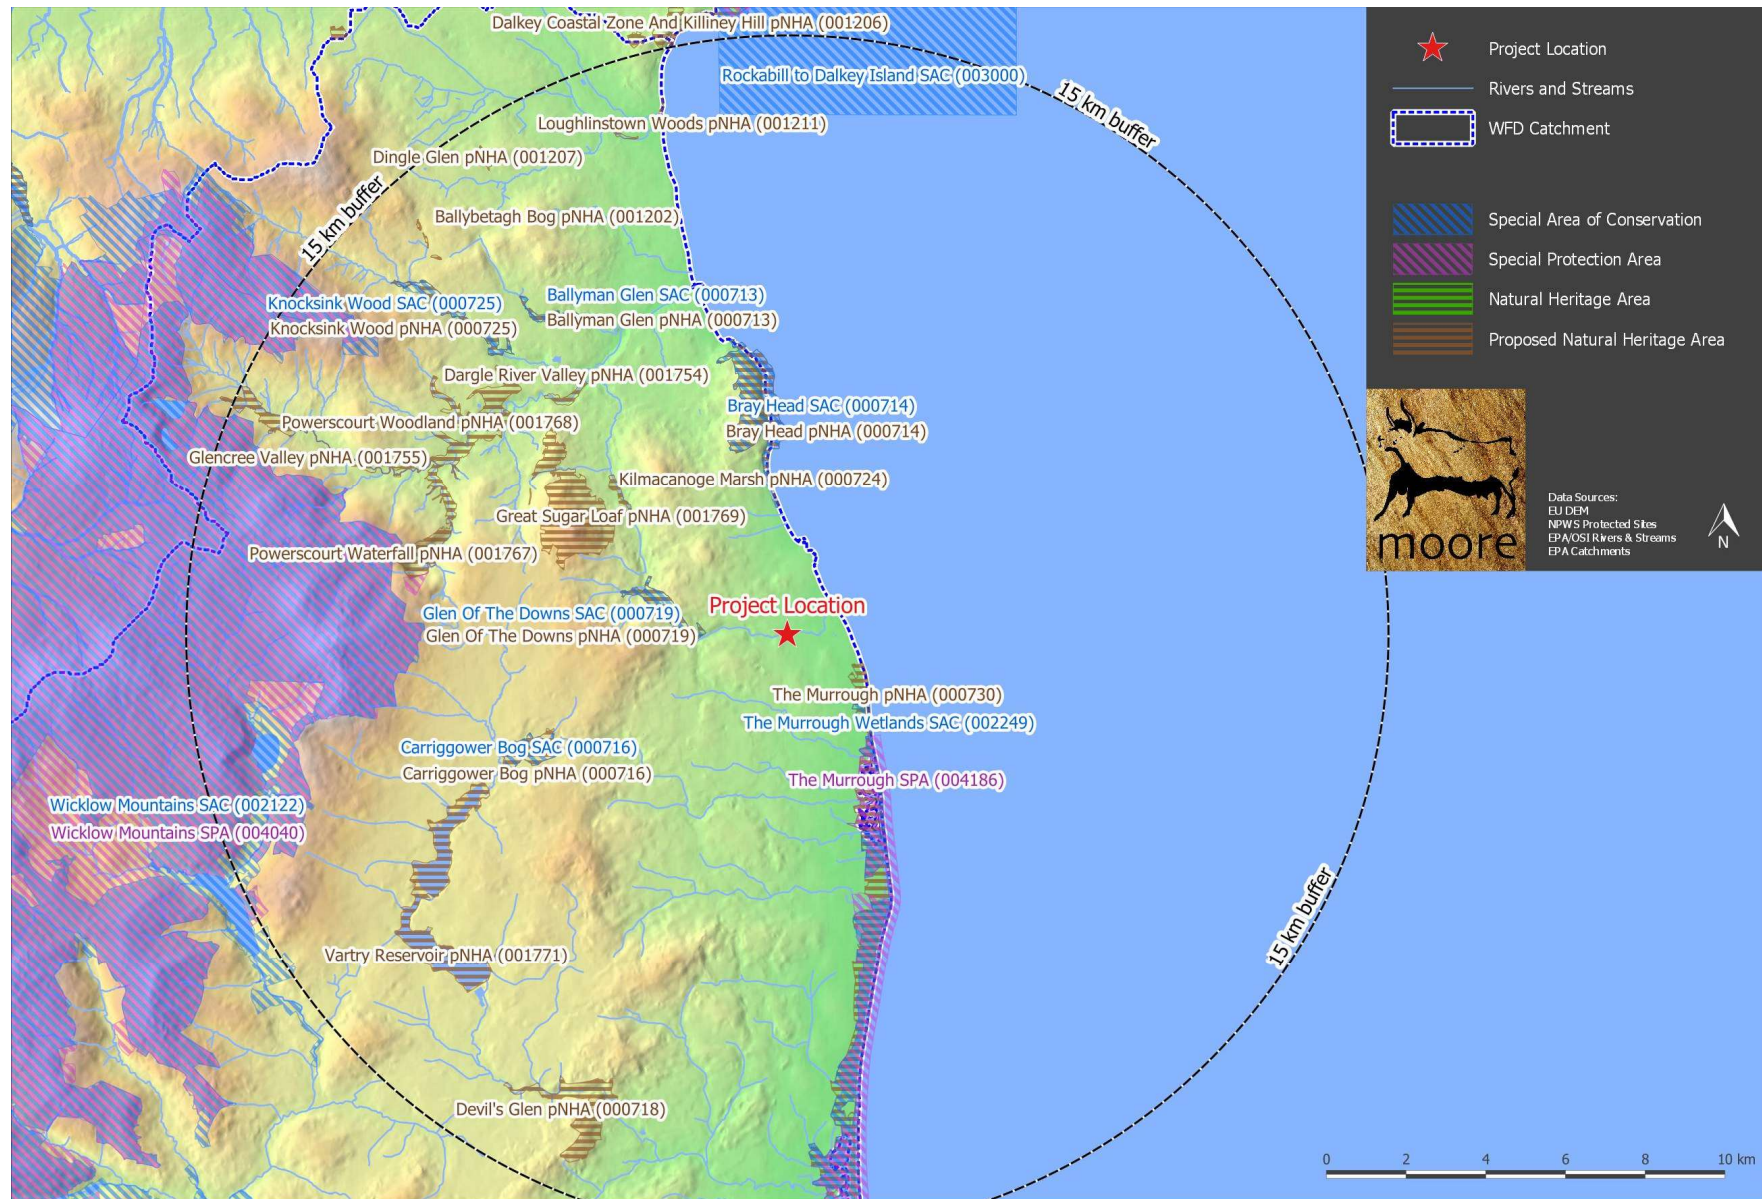 Dalkey Coastal Zone And Killiney Hill pNHA (001206)
Rockabill to Dalkey Island SAC (003000)
15 km buffer
Loughlinstown Woods pNHA (001211)
Dingle Glen pNHA (001207)
15 km buffer
Ballybetagh Bog pNHA (001202)
Knocksink Wood SAC (000725)
Ballyman Glen SAC (000713)
Knocksink Wood pNHA (000725)
Ballyman Glen pNHA (000713)
Dargle River Valley pNHA (001754)
Bray Head SAC (000714)
Powerscourt Woodland pNHA (001768)
Bray Head pNHA (000714)
Glencree Valley pNHA (001755)
Kilmacanoge Marsh pNHA (000724)
Great Sugar Loaf pNHA (001769)
Powerscourt Waterfall pNHA (001767)
Project Location
Glen Of The Downs SAC (000719)
Glen Of The Downs pNHA (000719)
The Murrough pNHA (000730)
The Murrough Wetlands SAC (002249)
Carriggower Bog SAC (000716)
Carriggower Bog pNHA (000716)
The Murrough SPA (004186)
Wicklow Mountains SAC (002122)
Wicklow Mountains SPA (004040)
15 km buffer
Vartry Reservoir pNHA (001771)
Devil's Glen pNHA (000718)
Project Location
Rivers and Streams
WFD Catchment
Special Area of Conservation
Special Protection Area
Natural Heritage Area
Proposed Natural Heritage Area
moore
Data Sources:
EU DEM
NPWS Protected Sites
EPA/OSI Rivers & Streams
EPA Catchments
N
0 2 4 6 8 10 km